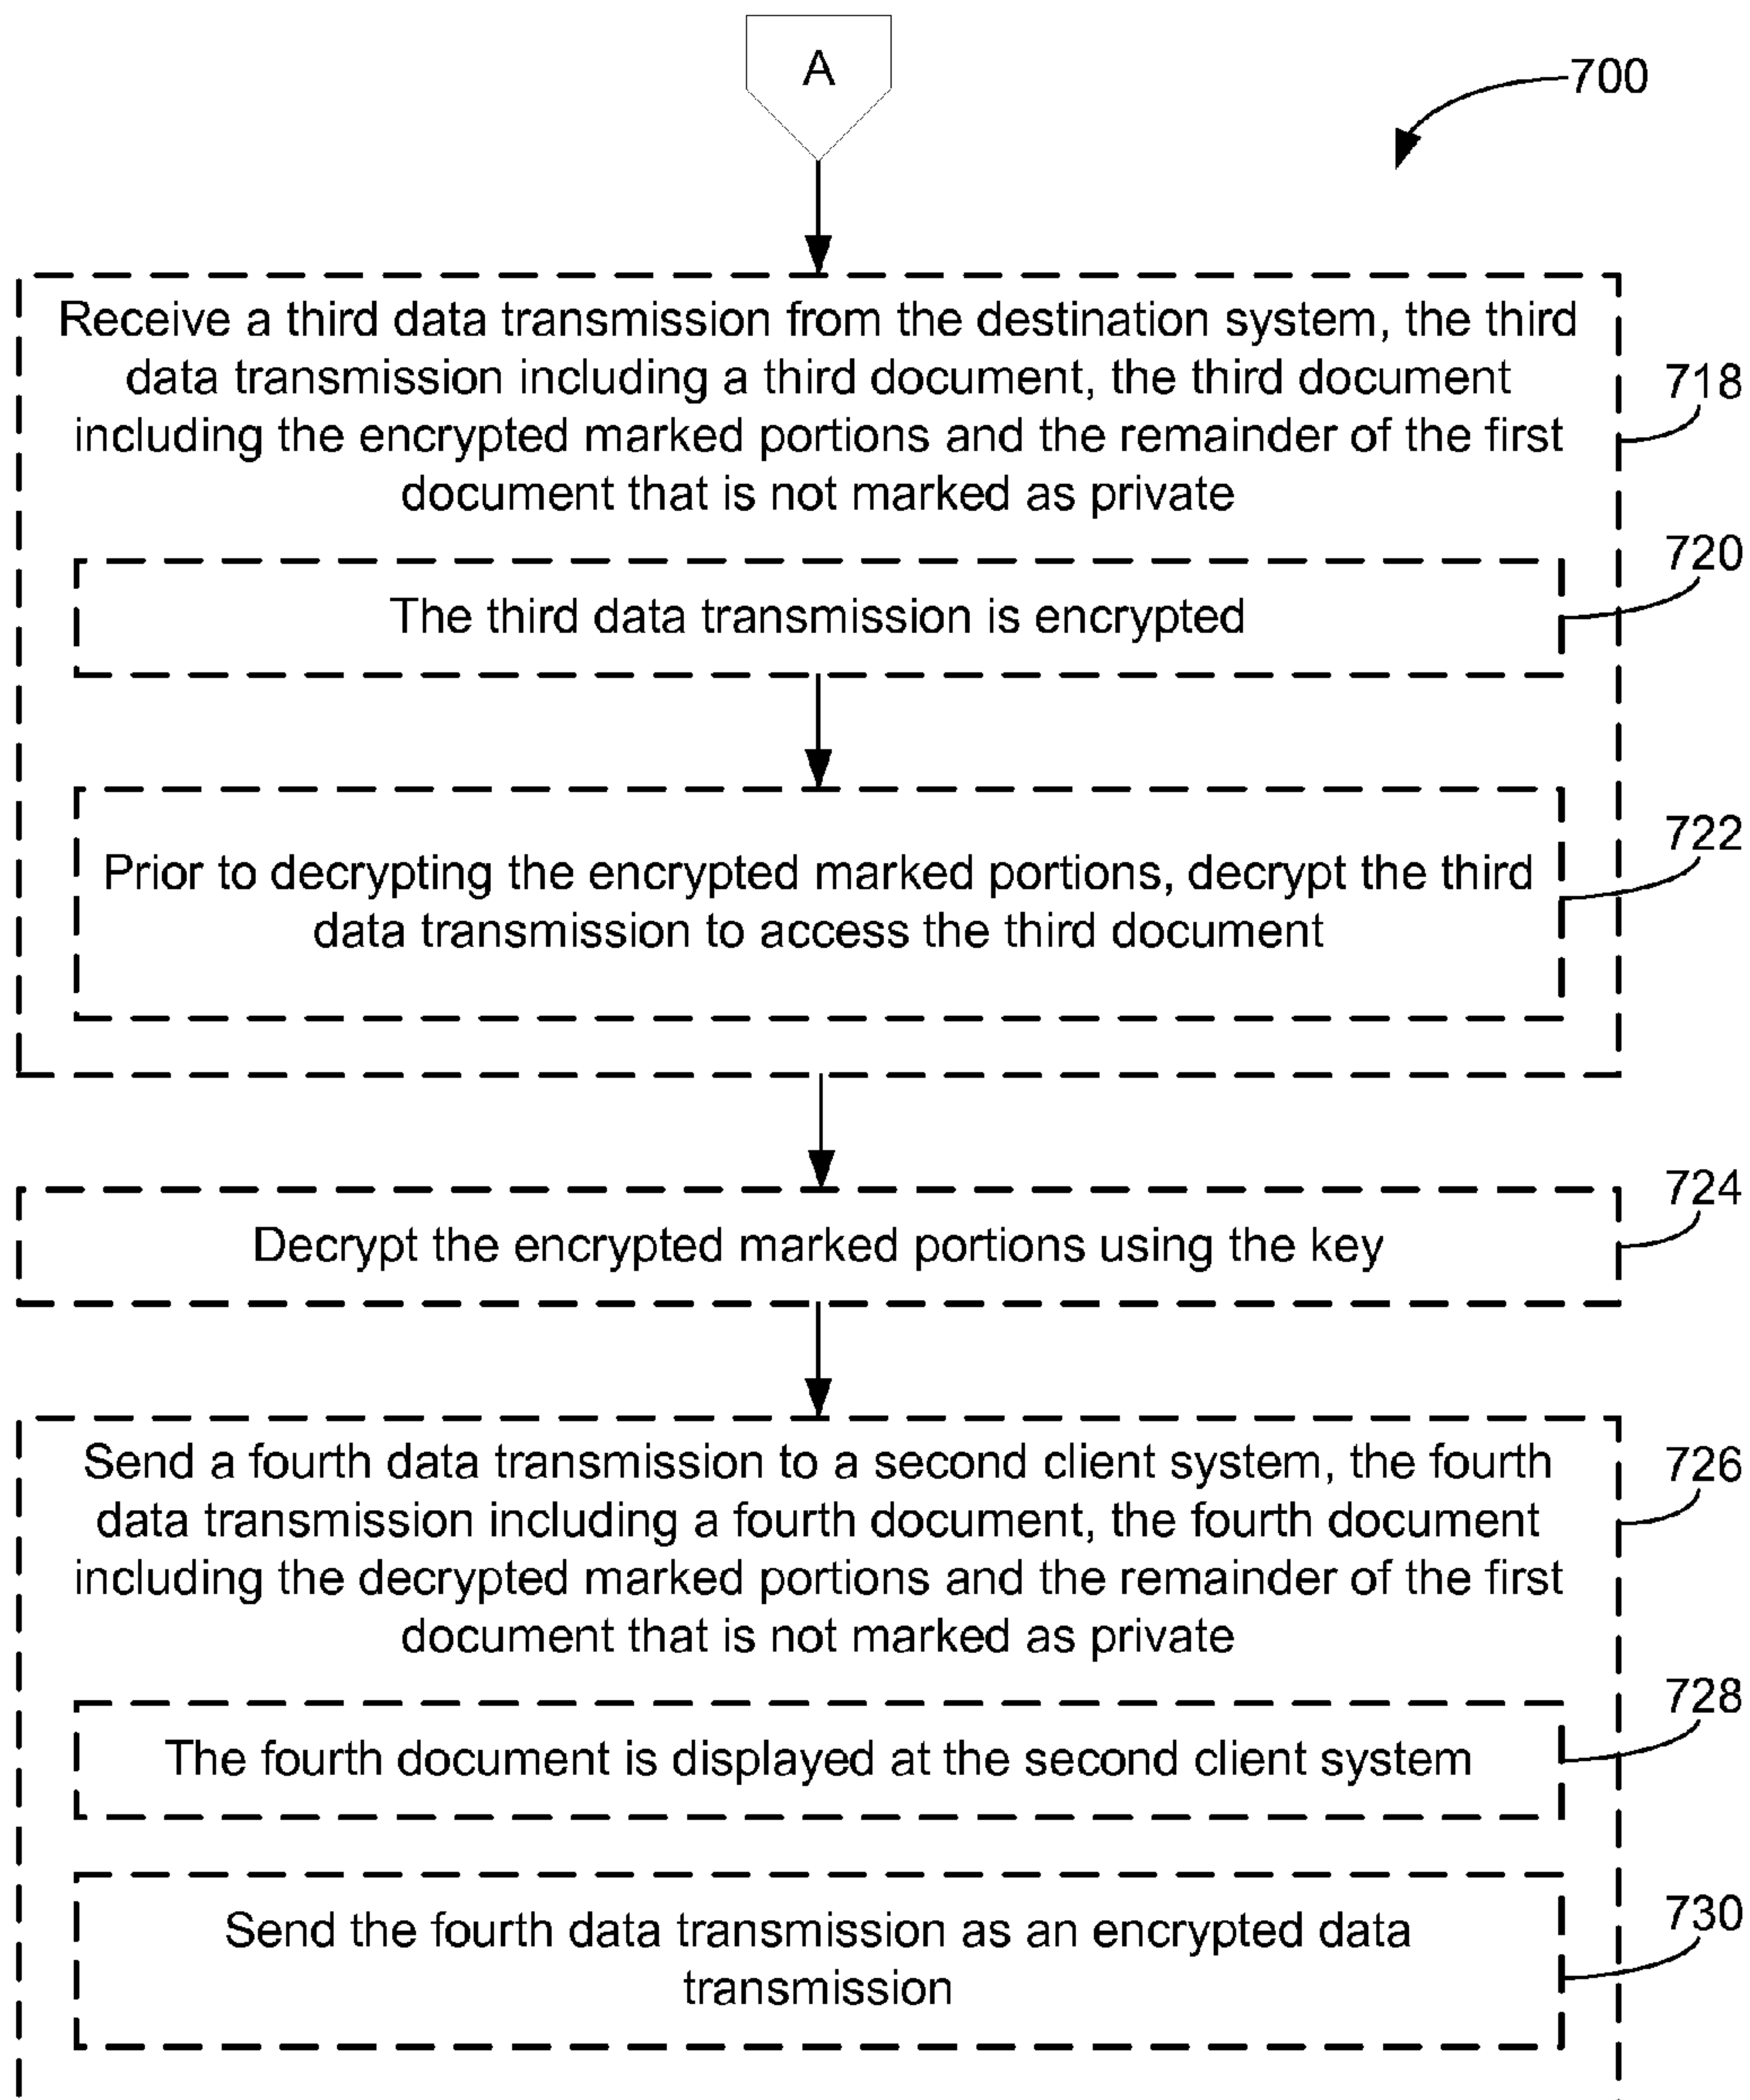 A
700
Receive a third data transmission from the destination system, the third
data transmission including a third document, the third document
including the encrypted marked portions and the remainder of the first
document that is not marked as private
718
The third data transmission is encrypted
720
Prior to decrypting the encrypted marked portions, decrypt the third
data transmission to access the third document
722
Decrypt the encrypted marked portions using the key
724
Send a fourth data transmission to a second client system, the fourth
data transmission including a fourth document, the fourth document
including the decrypted marked portions and the remainder of the first
document that is not marked as private
726
The fourth document is displayed at the second client system
728
Send the fourth data transmission as an encrypted data
transmission
730